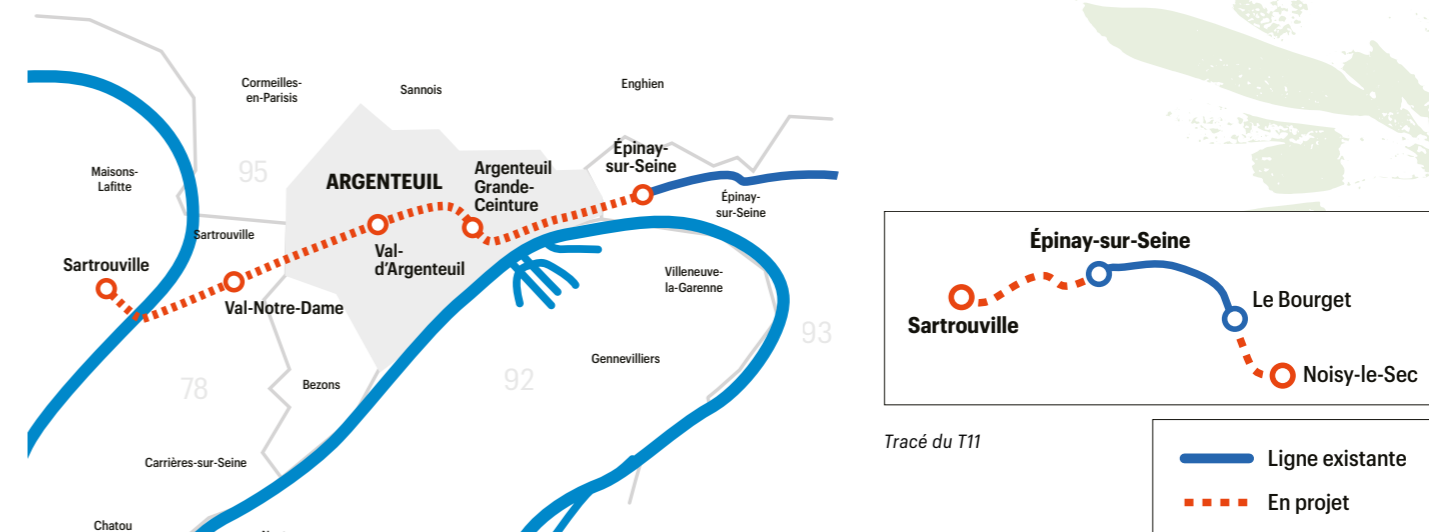 Cormeilles-
en-Parisis
Sannois
Enghien
Maisons-
Lafitte
95
ARGENTEUIL
Argenteuil
Grande-
Ceinture
Épinay-
sur-Seine
Épinay-
sur-Seine
Sartrouville
Sartrouville
Val-
d'Argenteuil
Val-Notre-Dame
Villeneuve-
la-Garenne
93
78
Bezons
92
Gennevilliers
Carrières-sur-Seine
Chatou
Épinay-sur-Seine
Le Bourget
Sartrouville
Noisy-le-Sec
Tracé du T11
Ligne existante
En projet